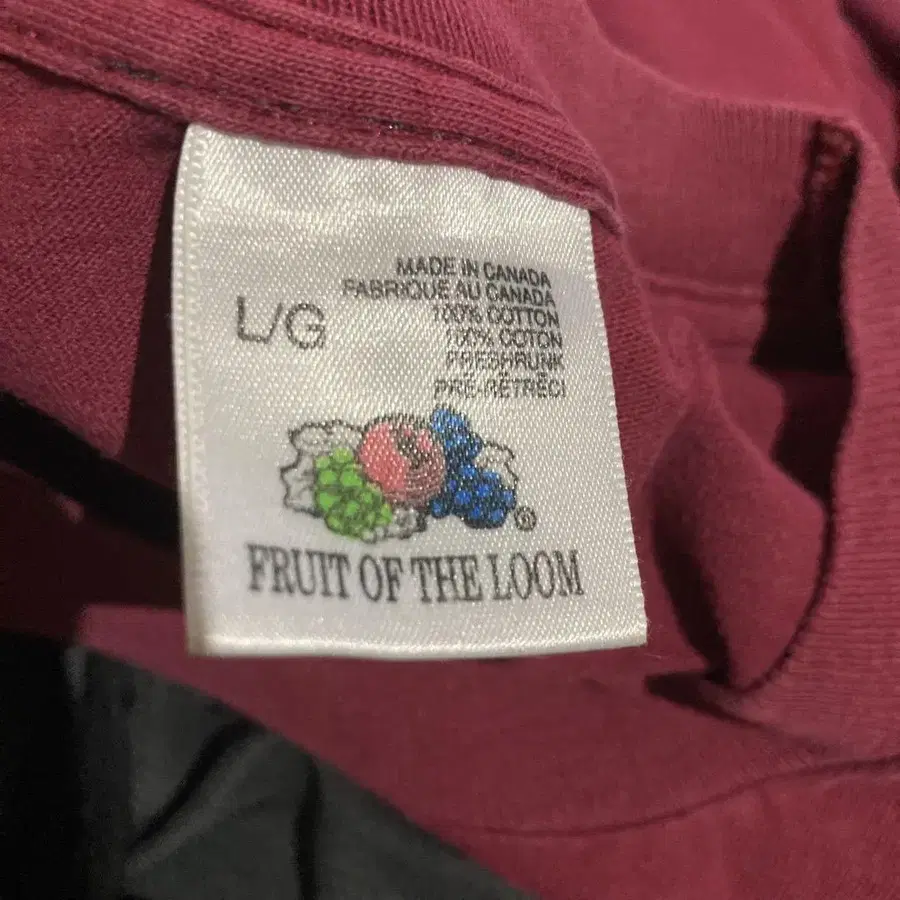 L/G
MADE IN CANADA
FABRIQUE AU CANADA
100% COTTON
100% COTON
PRESHRUNK
PRÉ-RÉTRÉCI
®
FRUIT OF THE LOOM